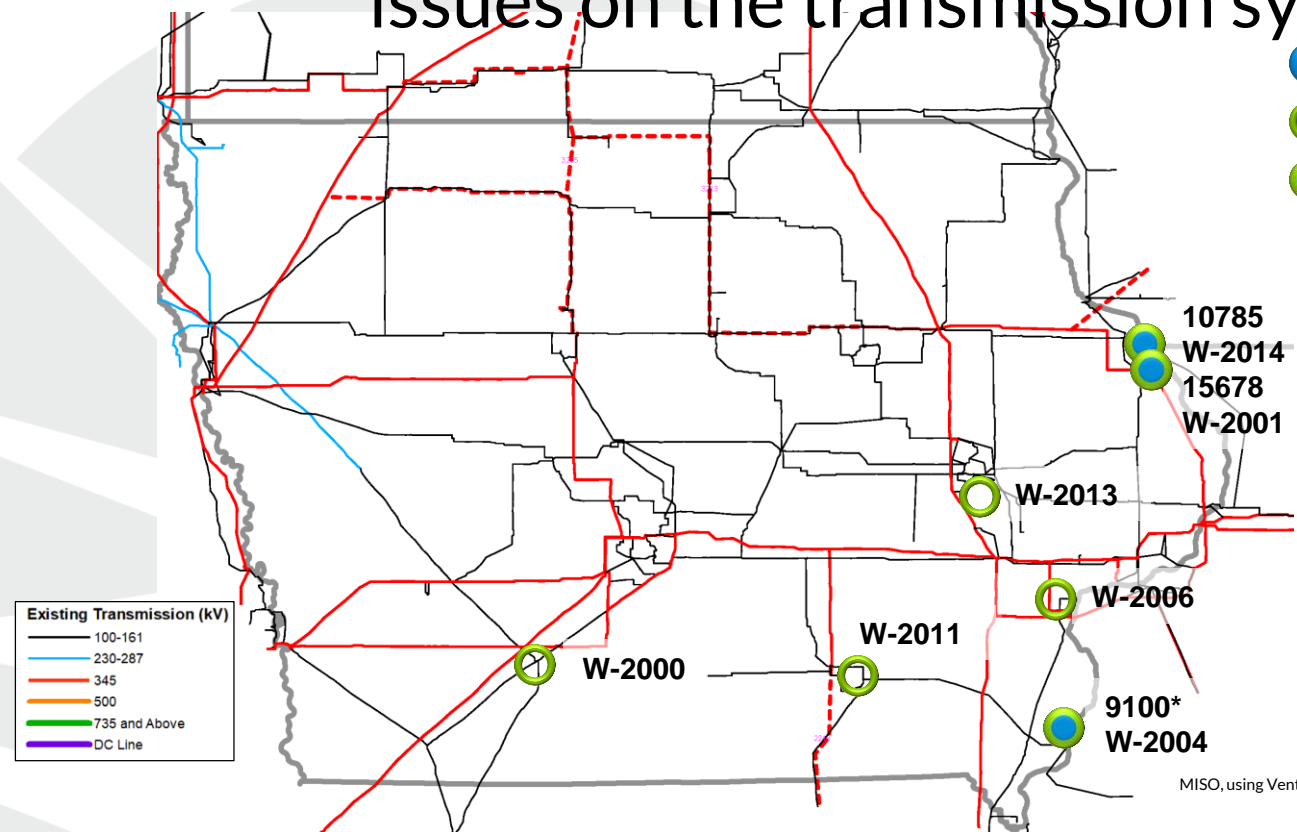 issues on the transmission sy
10785
W-2014
15678
W-2001
W-2013
W-2006
W-2011
W-2000
9100*
W-2004
Existing Transmission (kV)
100-161
230-287
345
500
735 and Above
DC Line
MISO, using Vent